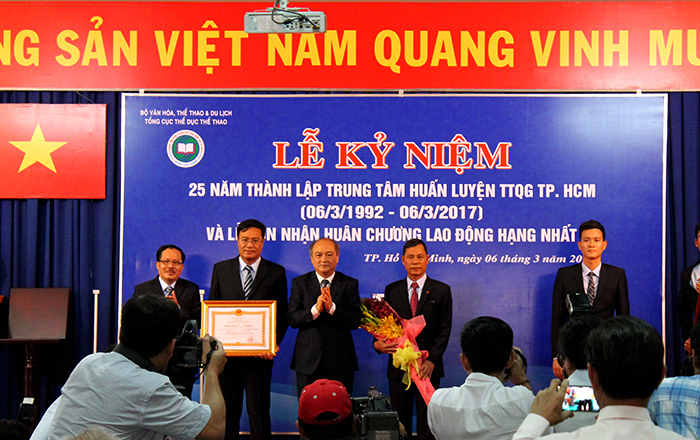 NG SẢN VIỆT NAM QUANG VINH MU
BỘ VĂN HÓA, THỂ THAO & DU LỊCH
TỔNG CỤC THỂ DỤC THỂ THAO
LỄ KỶ NIỆM
25 NĂM THÀNH LẬP TRUNG TÂM HUẤN LUYỆN TTQG TP. HCM
(06/3/1992 - 06/3/2017)
VÀ LỄ N NHẬN HUÂN CHƯƠNG LAO ĐỘNG HẠNG NHẤT
TP. HỒ Minh, ngày 06 tháng 3 năm 2